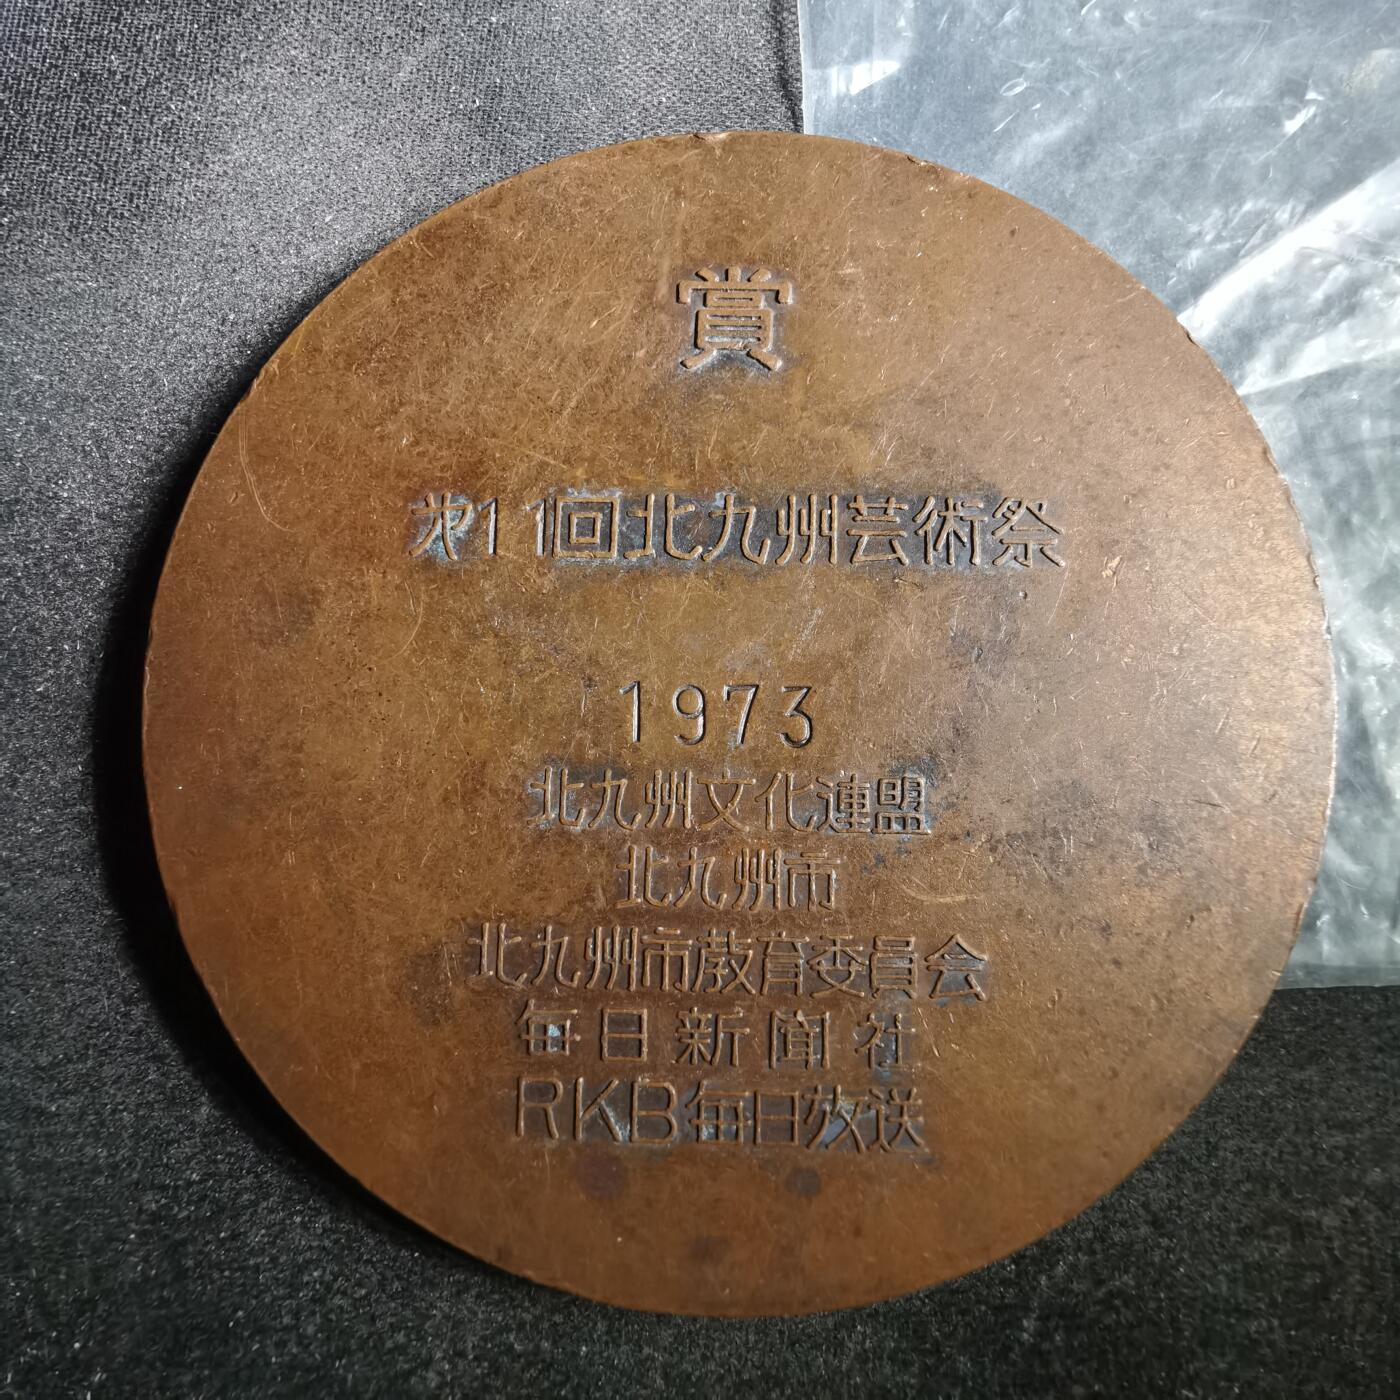 賞
㐧11回北九州芸術祭
1973
北九州文化連盟
北九州市
北九州市教育委員会
毎日新聞社
RKB毎日放送